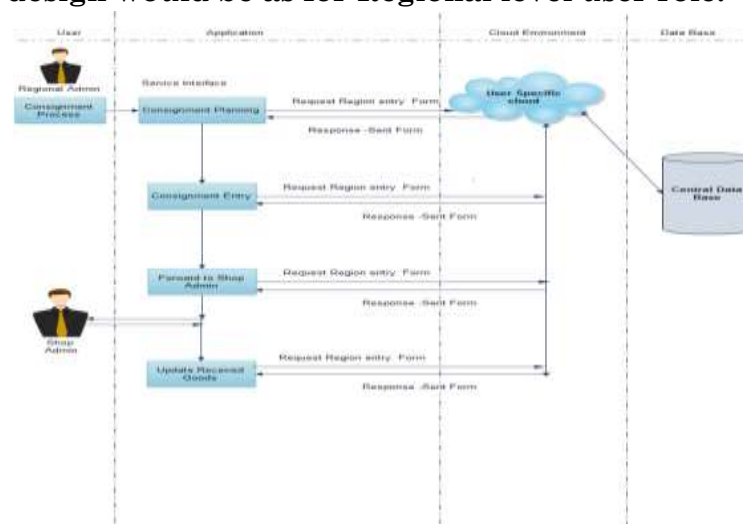 design would be as for Regional level user role.
User
Application
Cloud Environment
Data Base
Regional Admin
Service Interface
User Specific
cloud
Consignment
Process
Consignment Planning
Request Region entry Form
Response -Sent Form
Consignment Entry
Request Region entry Form
Response -Sent Form
Central Data
Base
Forward to Shop
Admin
Request Region entry Form
Response -Sent Form
Shop
Admin
Update Received
Goods
Request Region entry Form
Response -Sent Form